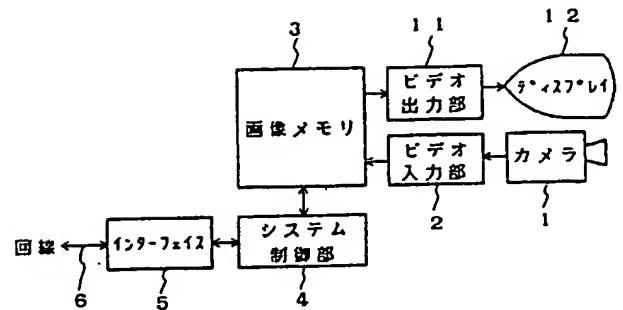 3
11
12
ビデオ
出力部
ディスプレイ
画像メモリ
ビデオ
入力部
カメラ
2
1
回線
インターフェイス
システム
制御部
6
5
4